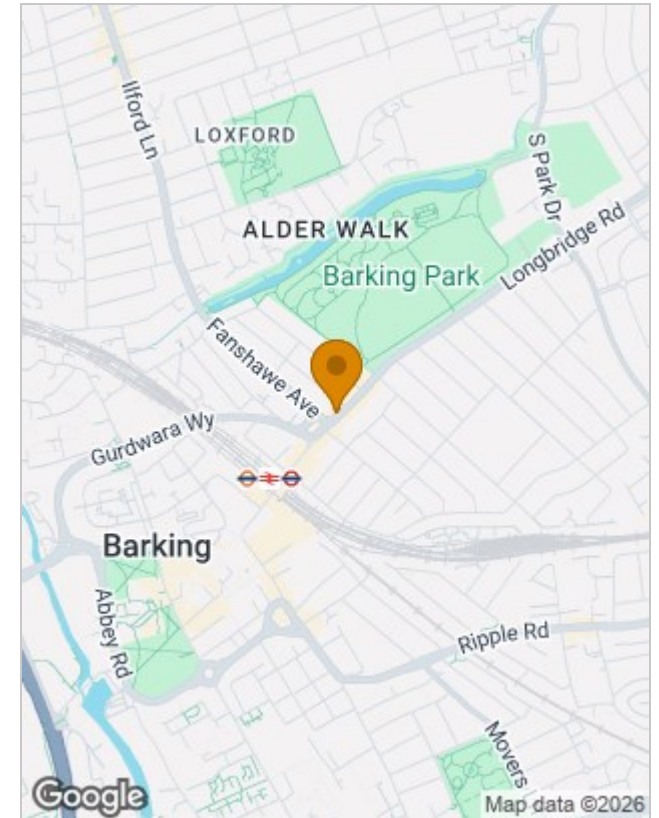 Ilford Ln
LOXFORD
S Park Dr
ALDER WALK
Longbridge Rd
Barking Park
Fanshawe Ave
Gurdwara Wy
Barking
Abbey Rd
Ripple Rd
Movers
Google
Map data ©2026